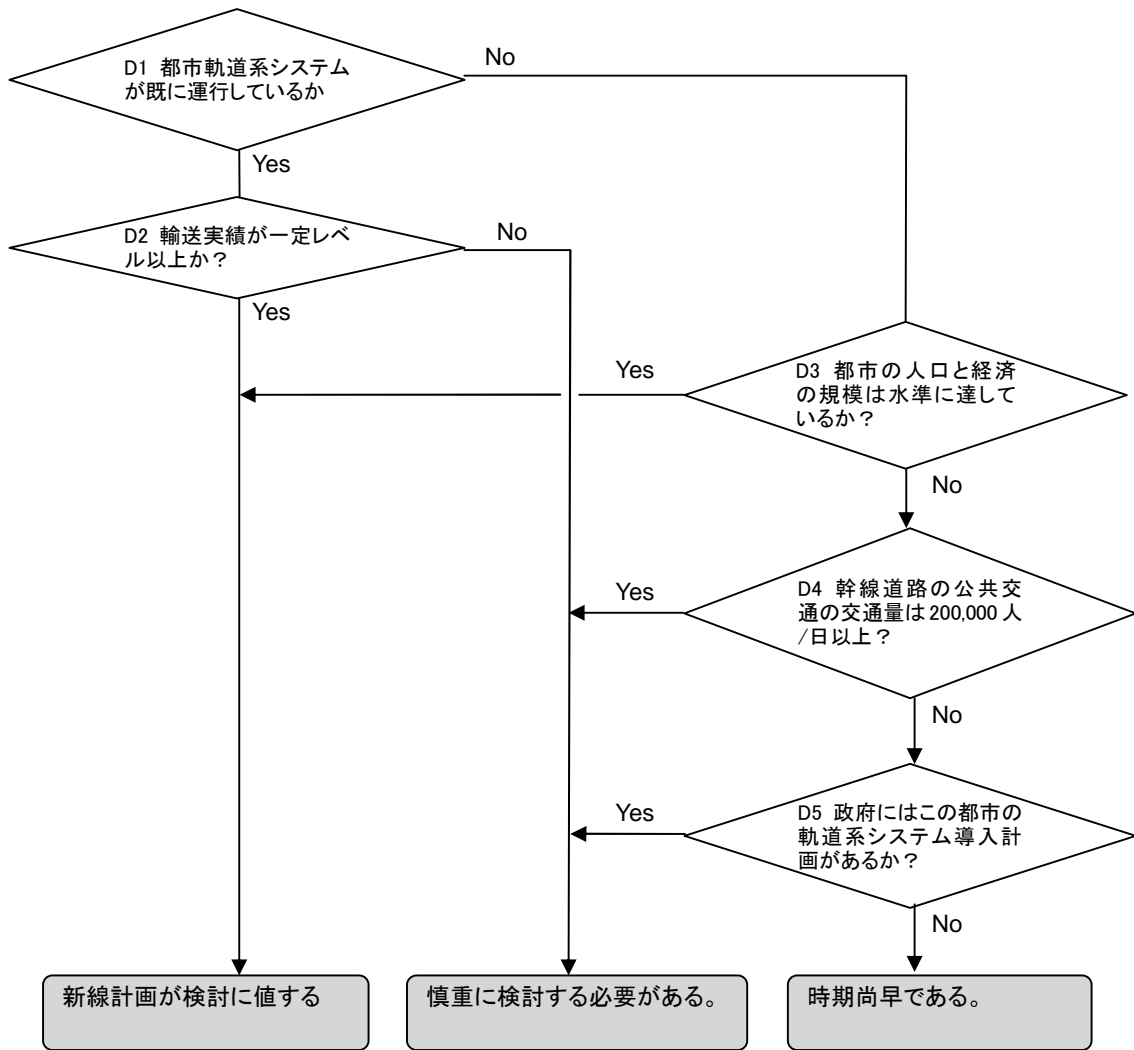 D1 都市軌道系システム
が既に運行しているか
No
Yes
D2 輸送実績が一定レベ
ル以上か?
No
Yes
D3 都市の人口と経済
の規模は水準に達して
いるか?
Yes
No
D4 幹線道路の公共交
通の交通量は200,000 人
/日以上?
Yes
No
D5 政府にはこの都市の
軌道系システム導入計
画があるか?
Yes
No
新線計画が検討に値する
慎重に検討する必要がある。
時期尚早である。